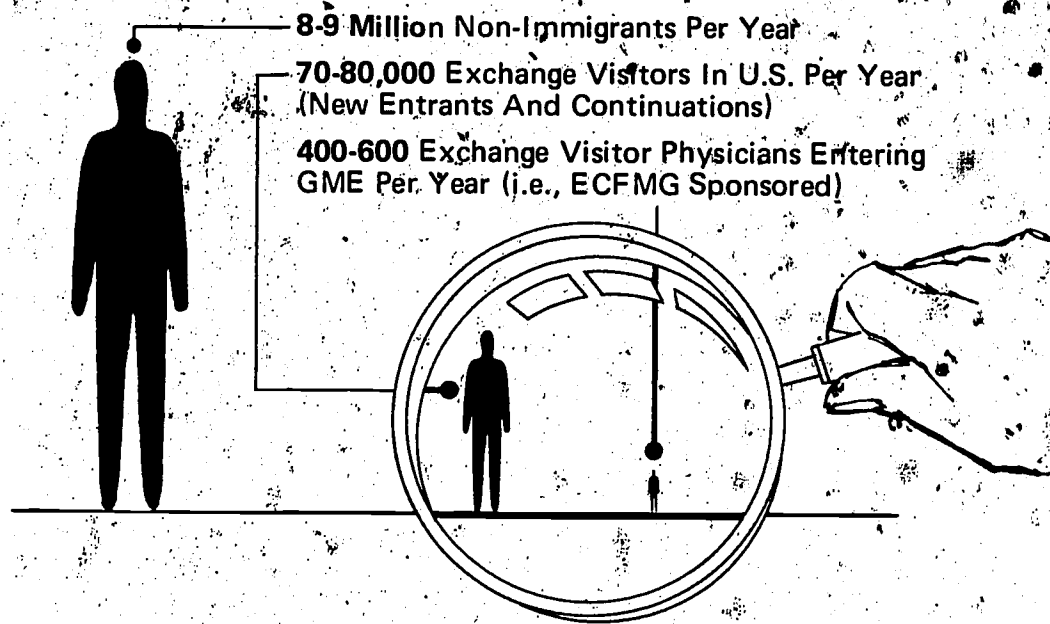 8-9 Million Non-Immigrants Per Year
70-80,000 Exchange Visitors In U.S. Per Year
(New Entrants And Continuations)
400-600 Exchange Visitor Physicians Entering
GME Per Year (i.e., ECFMG Sponsored)